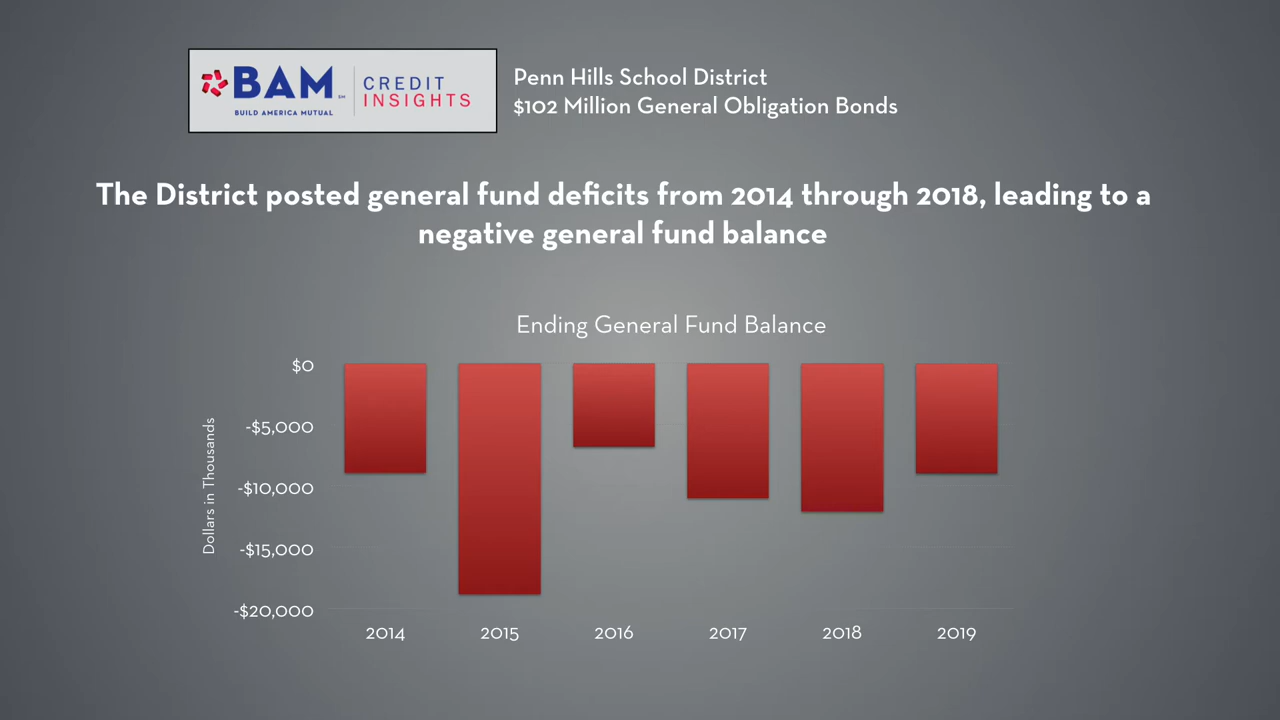 BAM SM
BUILD AMERICA MUTUAL
CREDIT
INSIGHTS
Penn Hills School District
$102 Million General Obligation Bonds
The District posted general fund deficits from 2014 through 2018, leading to a
negative general fund balance
Ending General Fund Balance
Dollars in Thousands
$0
-$5,000
-$10,000
-$15,000
-$20,000
2014 2015 2016 2017 2018 2019